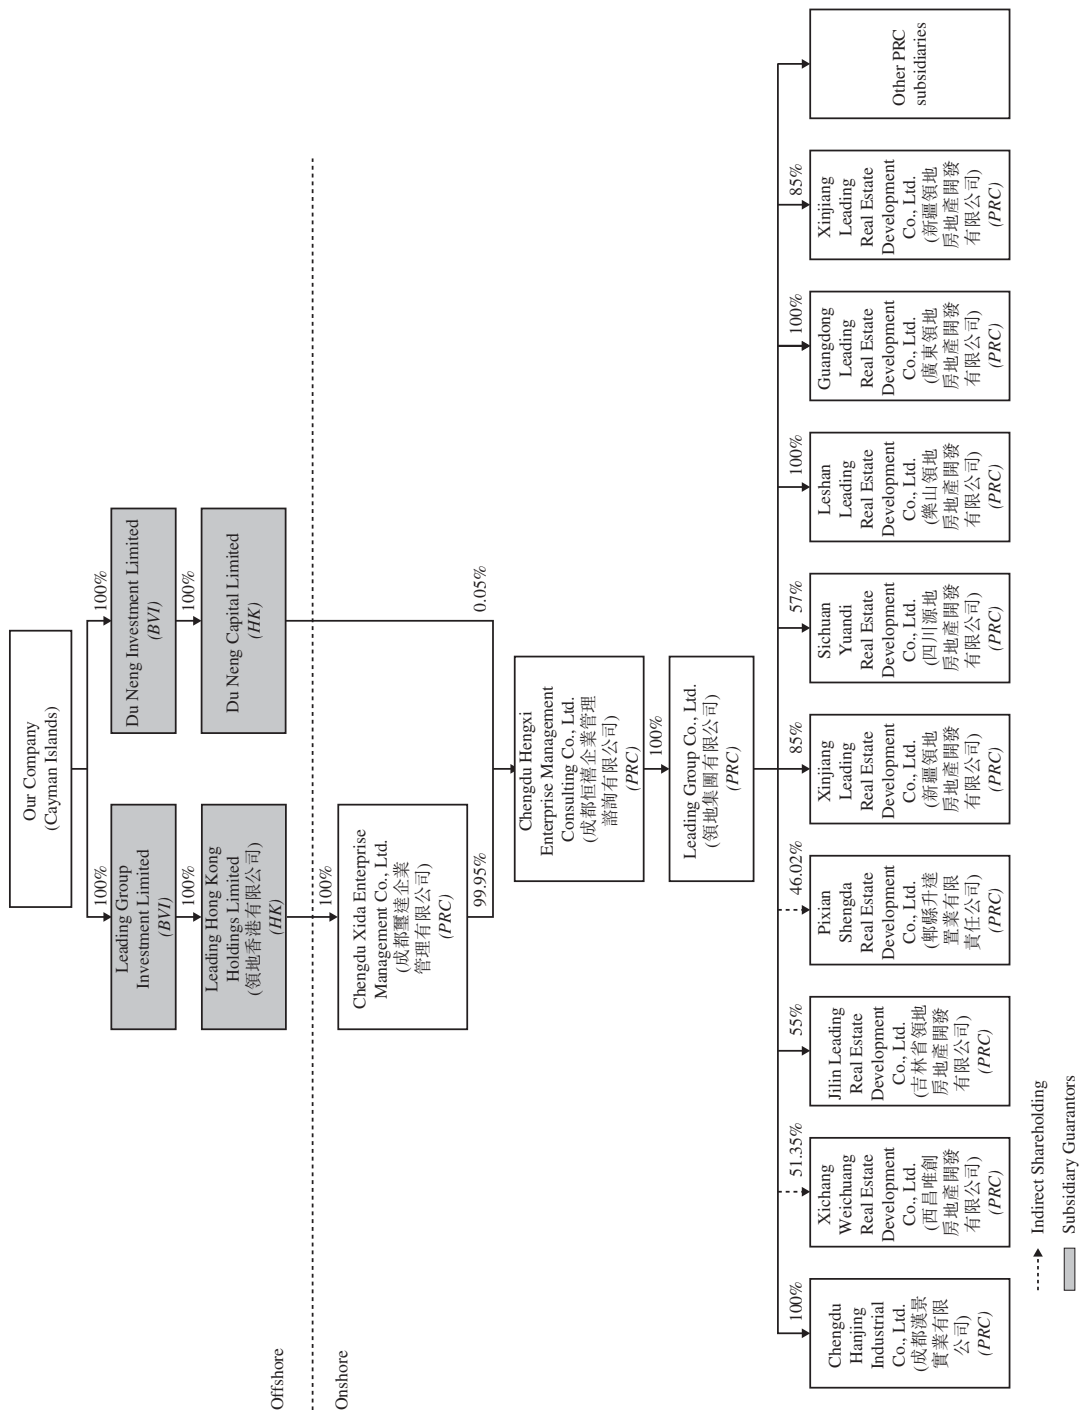 Our Company
(Cayman Islands)
100%
100%
Leading Group
Investment Limited
(BVI)
Du Neng Investment Limited
(BVI)
100%
100%
Leading Hong Kong
Holdings Limited
(領地香港有限公司)
(HK)
Du Neng Capital Limited
(HK)
Offshore
Onshore
100%
Chengdu Xida Enterprise
Management Co., Ltd.
(成都璽達企業
管理有限公司)
(PRC)
99.95%
0.05%
Chengdu Hengxi
Enterprise Management
Consulting Co., Ltd.
(成都恒禧企業管理
諮詢有限公司)
(PRC)
100%
Leading Group Co., Ltd.
(領地集團有限公司)
(PRC)
100%
Chengdu
Hanjing
Industrial
Co., Ltd.
(成都漢景
實業有限
公司)
(PRC)
51.35%
Xichang
Weichuang
Real Estate
Development
Co., Ltd.
(西昌唯創
房地產開發
有限公司)
(PRC)
55%
Jilin Leading
Real Estate
Development
Co., Ltd.
(吉林省領地
房地產開發
有限公司)
(PRC)
46.02%
Pixian
Shengda
Real Estate
Development
Co., Ltd.
(郫縣升達
置業有限
責任公司)
(PRC)
85%
Xinjiang
Leading
Real Estate
Development
Co., Ltd.
(新疆領地
房地產開發
有限公司)
(PRC)
57%
Sichuan
Yuandi
Real Estate
Development
Co., Ltd.
(四川源地
房地產開發
有限公司)
(PRC)
100%
Leshan
Leading
Real Estate
Development
Co., Ltd.
(樂山領地
房地產開發
有限公司)
(PRC)
100%
Guangdong
Leading
Real Estate
Development
Co., Ltd.
(廣東領地
房地產開發
有限公司)
(PRC)
85%
Xinjiang
Leading
Real Estate
Development
Co., Ltd.
(新疆領地
房地產開發
有限公司)
(PRC)
Other PRC
subsidiaries
Indirect Shareholding
Subsidiary Guarantors